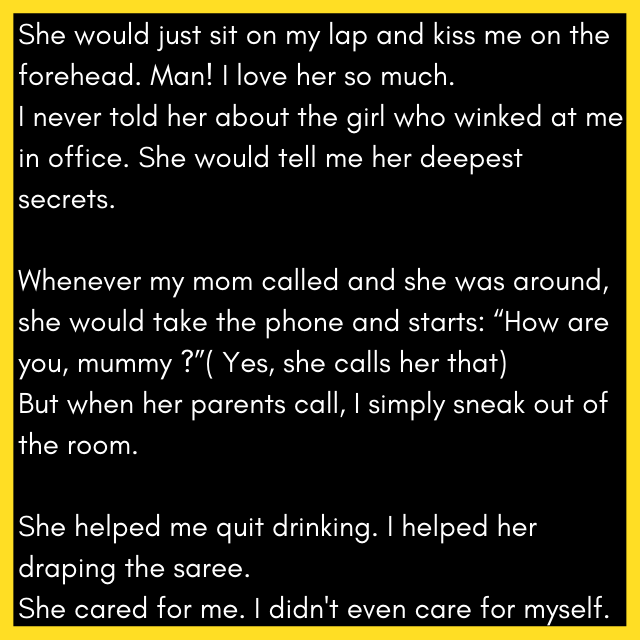 She would just sit on my lap and kiss me on the
forehead. Man! I love her so much.
I never told her about the girl who winked at me
in office. She would tell me her deepest
secrets.
Whenever my mom called and she was around,
she would take the phone and starts: “How are
you, mummy ?”( Yes, she calls her that)
But when her parents call, I simply sneak out of
the room.
She helped me quit drinking. I helped her
draping the saree.
She cared for me. I didn't even care for myself.